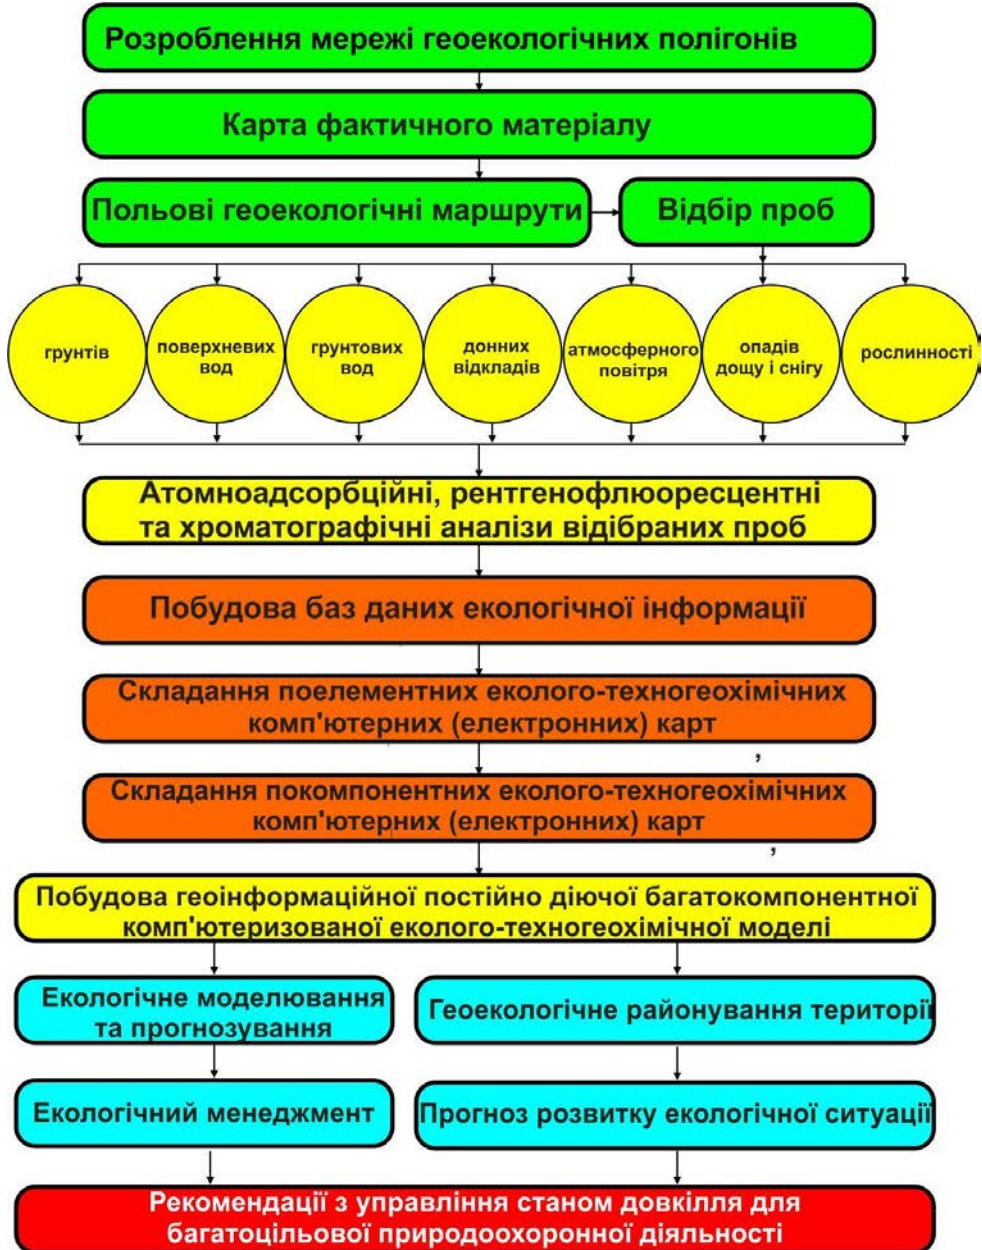 Розроблення мережі геоекологічних полігонів
Карта фактичного матеріалу
Польові геоекологічні маршрути
Відбір проб
грунтів
поверхневих
вод
грунтових
вод
донних
відкладів
атмосферного
повітря
опадів
дощу і снігу
рослинності
Атомноадсорбційні, рентгенофлюоресцентні
та хроматографічні аналізи відібраних проб
Побудова баз даних екологічної інформації
Складання поелементних еколого-техногеохімічних
комп'ютерних (електронних) карт
,
Складання покомпонентних еколого-техногеохімічних
комп'ютерних (електронних) карт
,
Побудова геоінформаційної постійно діючої багатокомпонентної
комп'ютеризованої еколого-техногеохімічної моделі
Екологічне моделювання
та прогнозування
Геоекологічне районування території
Екологічний менеджмент
Прогноз розвитку екологічної ситуації
Рекомендації з управління станом довкілля для
багатоцільової природоохоронної діяльності